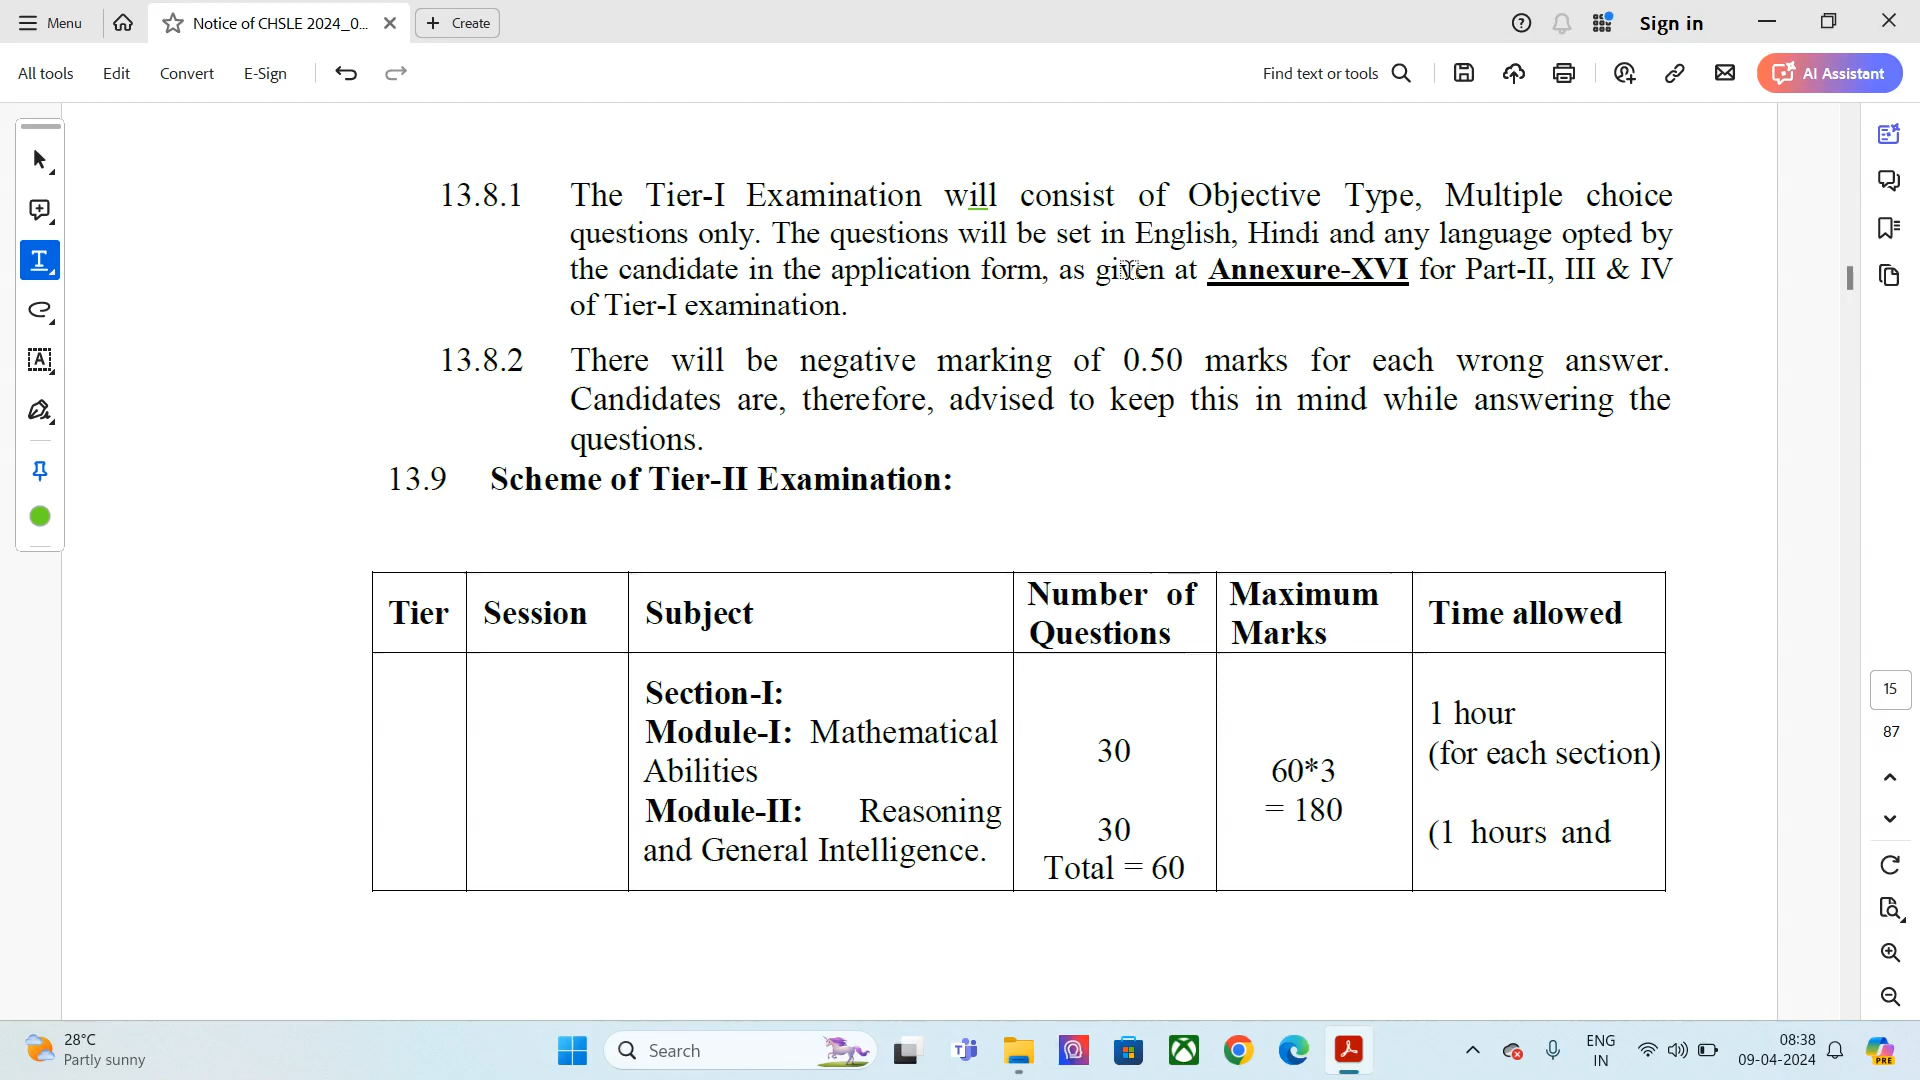 Menu
Notice of CHSLE 2024_0...
Create
Sign in
All tools
Edit
Convert
E-Sign
Find text or tools
AI Assistant
13.8.1 The Tier-I Examination will consist of Objective Type, Multiple choice
questions only. The questions will be set in English, Hindi and any language opted by
the candidate in the application form, as given at Annexure-XVI for Part-II, III & IV
of Tier-I examination.
13.8.2 There will be negative marking of 0.50 marks for each wrong answer.
Candidates are, therefore, advised to keep this in mind while answering the
questions.
13.9 Scheme of Tier-II Examination:
Tier Session Subject Number of Questions Maximum Marks Time allowed
Section-I:
Module-I: Mathematical
Abilities
Module-II: Reasoning
and General Intelligence.
30
30
Total = 60
60*3
= 180
1 hour
(for each section)
(1 hours and
15
87
28°C
Partly sunny
Search
ENG
IN
08:38
09-04-2024
PRE